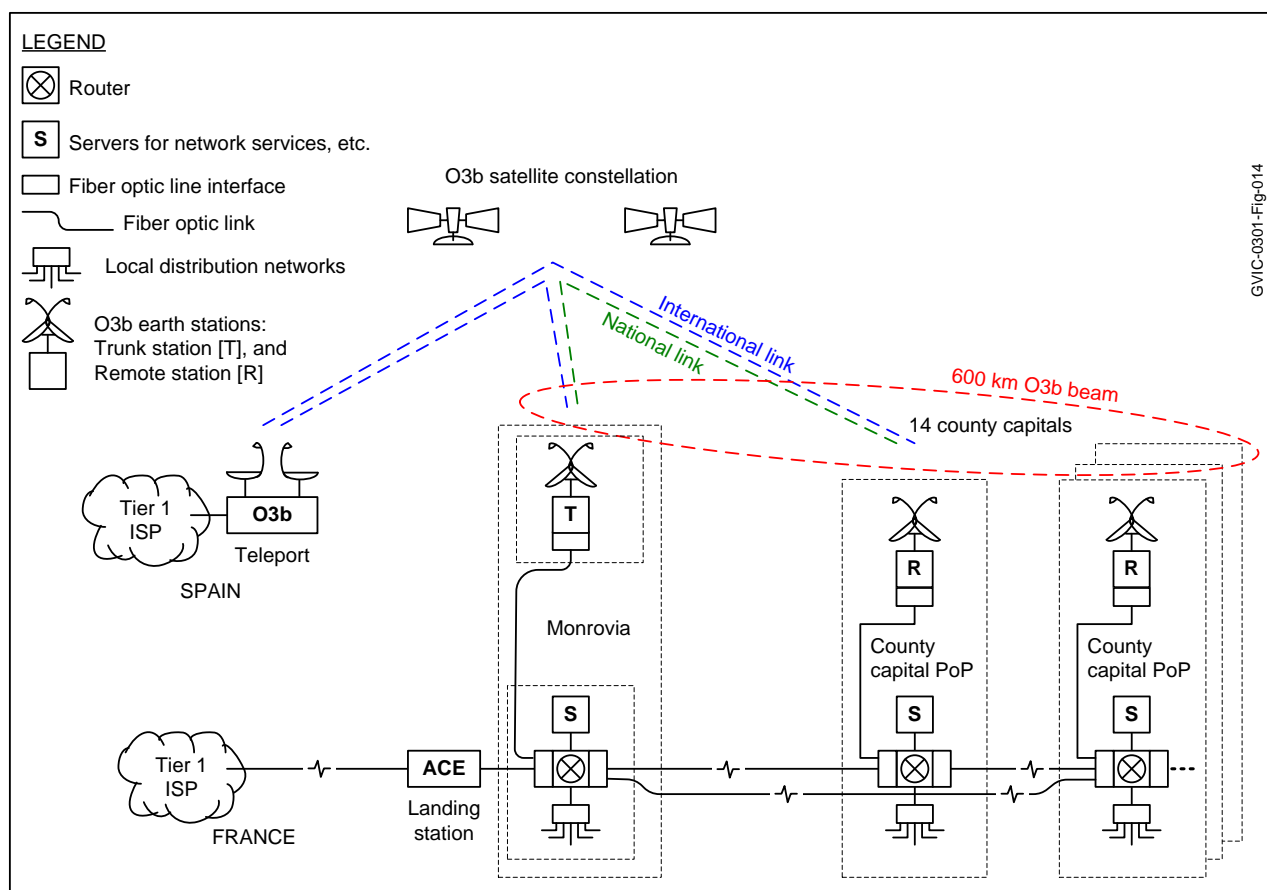 LEGEND
Router
S
Servers for network services, etc.
Fiber optic line interface
Fiber optic link
Local distribution networks
O3b earth stations:
Trunk station [T], and
Remote station [R]
O3b satellite constellation
GVIC-0301-Fig-014
International link
National link
600 km O3b beam
14 county capitals
Tier 1
ISP
O3b
Teleport
SPAIN
T
Monrovia
R
County
capital PoP
R
County
capital PoP
S
S
S
Tier 1
ISP
FRANCE
ACE
Landing
station